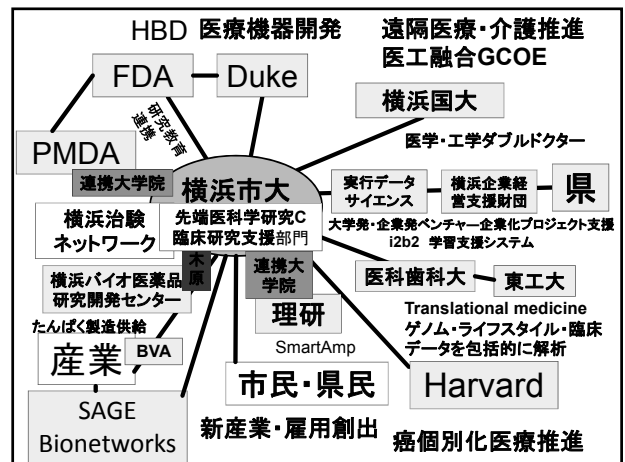 HBD 医療機器開発
遠隔医療・介護推進
医工融合GCOE
FDA
Duke
横浜国大
研究教育
連携
医学・工学ダブルドクター
PMDA
連携大学院
横浜市大
先端医科学研究C
臨床研究支援部門
実行データ
サイエンス
横浜企業経
営支援財団
県
横浜治験
ネットワーク
大学発・企業発ベンチャー企業化プロジェクト支援
i2b2 学習支援システム
木原
連携大
学院
医科歯科大
東工大
横浜バイオ医薬品
研究開発センター
理研
SmartAmp
Translational medicine
ゲノム・ライフスタイル・臨床
データを包括的に解析
たんぱく製造供給
産業
BVA
市民・県民
Harvard
SAGE
Bionetworks
新産業・雇用創出
癌個別化医療推進